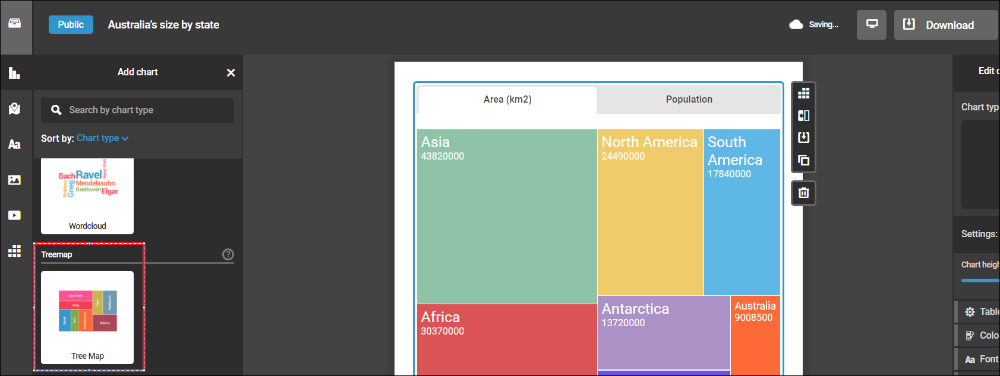 Public
Australia's size by state
Saving...
Download
Add chart
Search by chart type
Sort by: Chart type
Bach
Ravel
Hans Rott
Brahms
Grieg
Mendelssohn
Beethoven
Elgar
Wordcloud
Treemap
?
Hans Rott
Grieg
Elgar
Beethoven
Ravel
Bach
Mendelssohn
Brahms
Tree Map
Area (km2)
Population
Asia
43820000
North America
24490000
South
America
17840000
Africa
30370000
Antarctica
13720000
Australia
9008500
Edit
Chart typ
Settings:
Chart heigh
Table
Colo
Aa Font
Aa